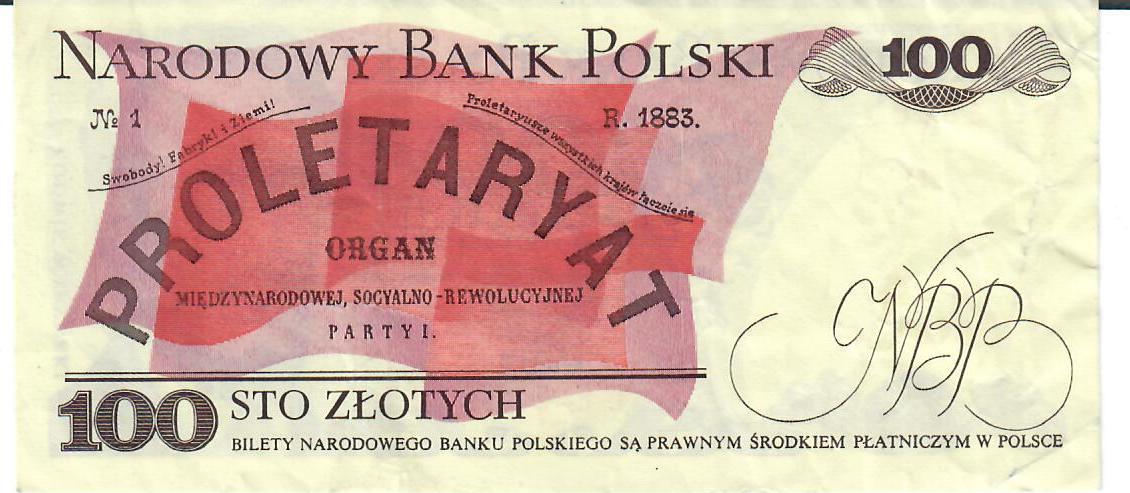 NARODOWY BANK POLSKI
100
№ 1
R. 1883.
Swobody! Fabryk! i Ziemi!
Proletaryusze wszystkich krajów łączcie się
PROLETARYAT
ORGAN
MIĘDZYNARODOWEJ, SOCYALNO-REWOLUCYJNEJ
PARTYI.
NBP
100 STO ZŁOTYCH
BILETY NARODOWEGO BANKU POLSKIEGO SĄ PRAWNYM ŚRODKIEM PŁATNICZYM W POLSCE